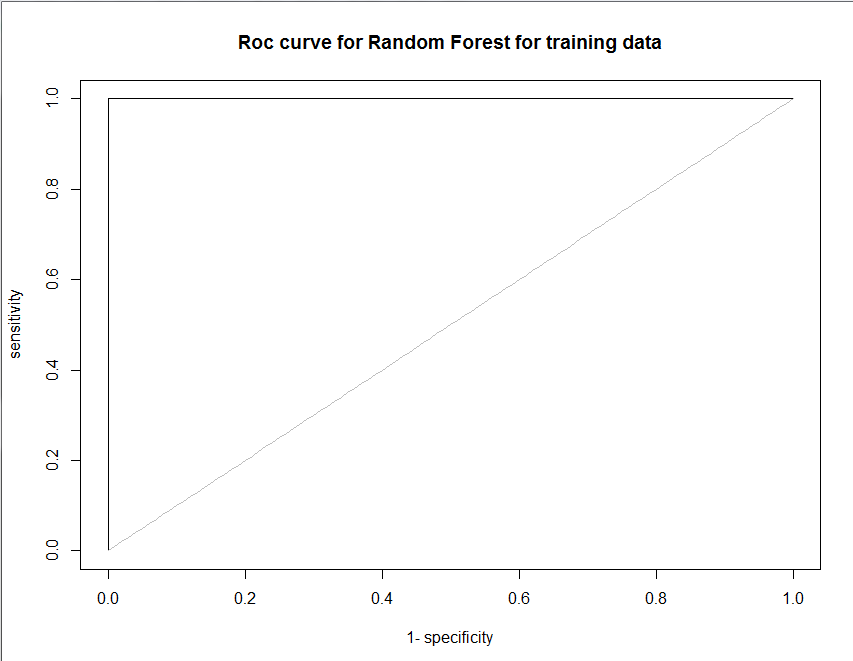 Roc curve for Random Forest for training data
1.0
0.8
0.6
0.4
0.2
0.0
sensitivity
0.0 0.2 0.4 0.6 0.8 1.0
1- specificity